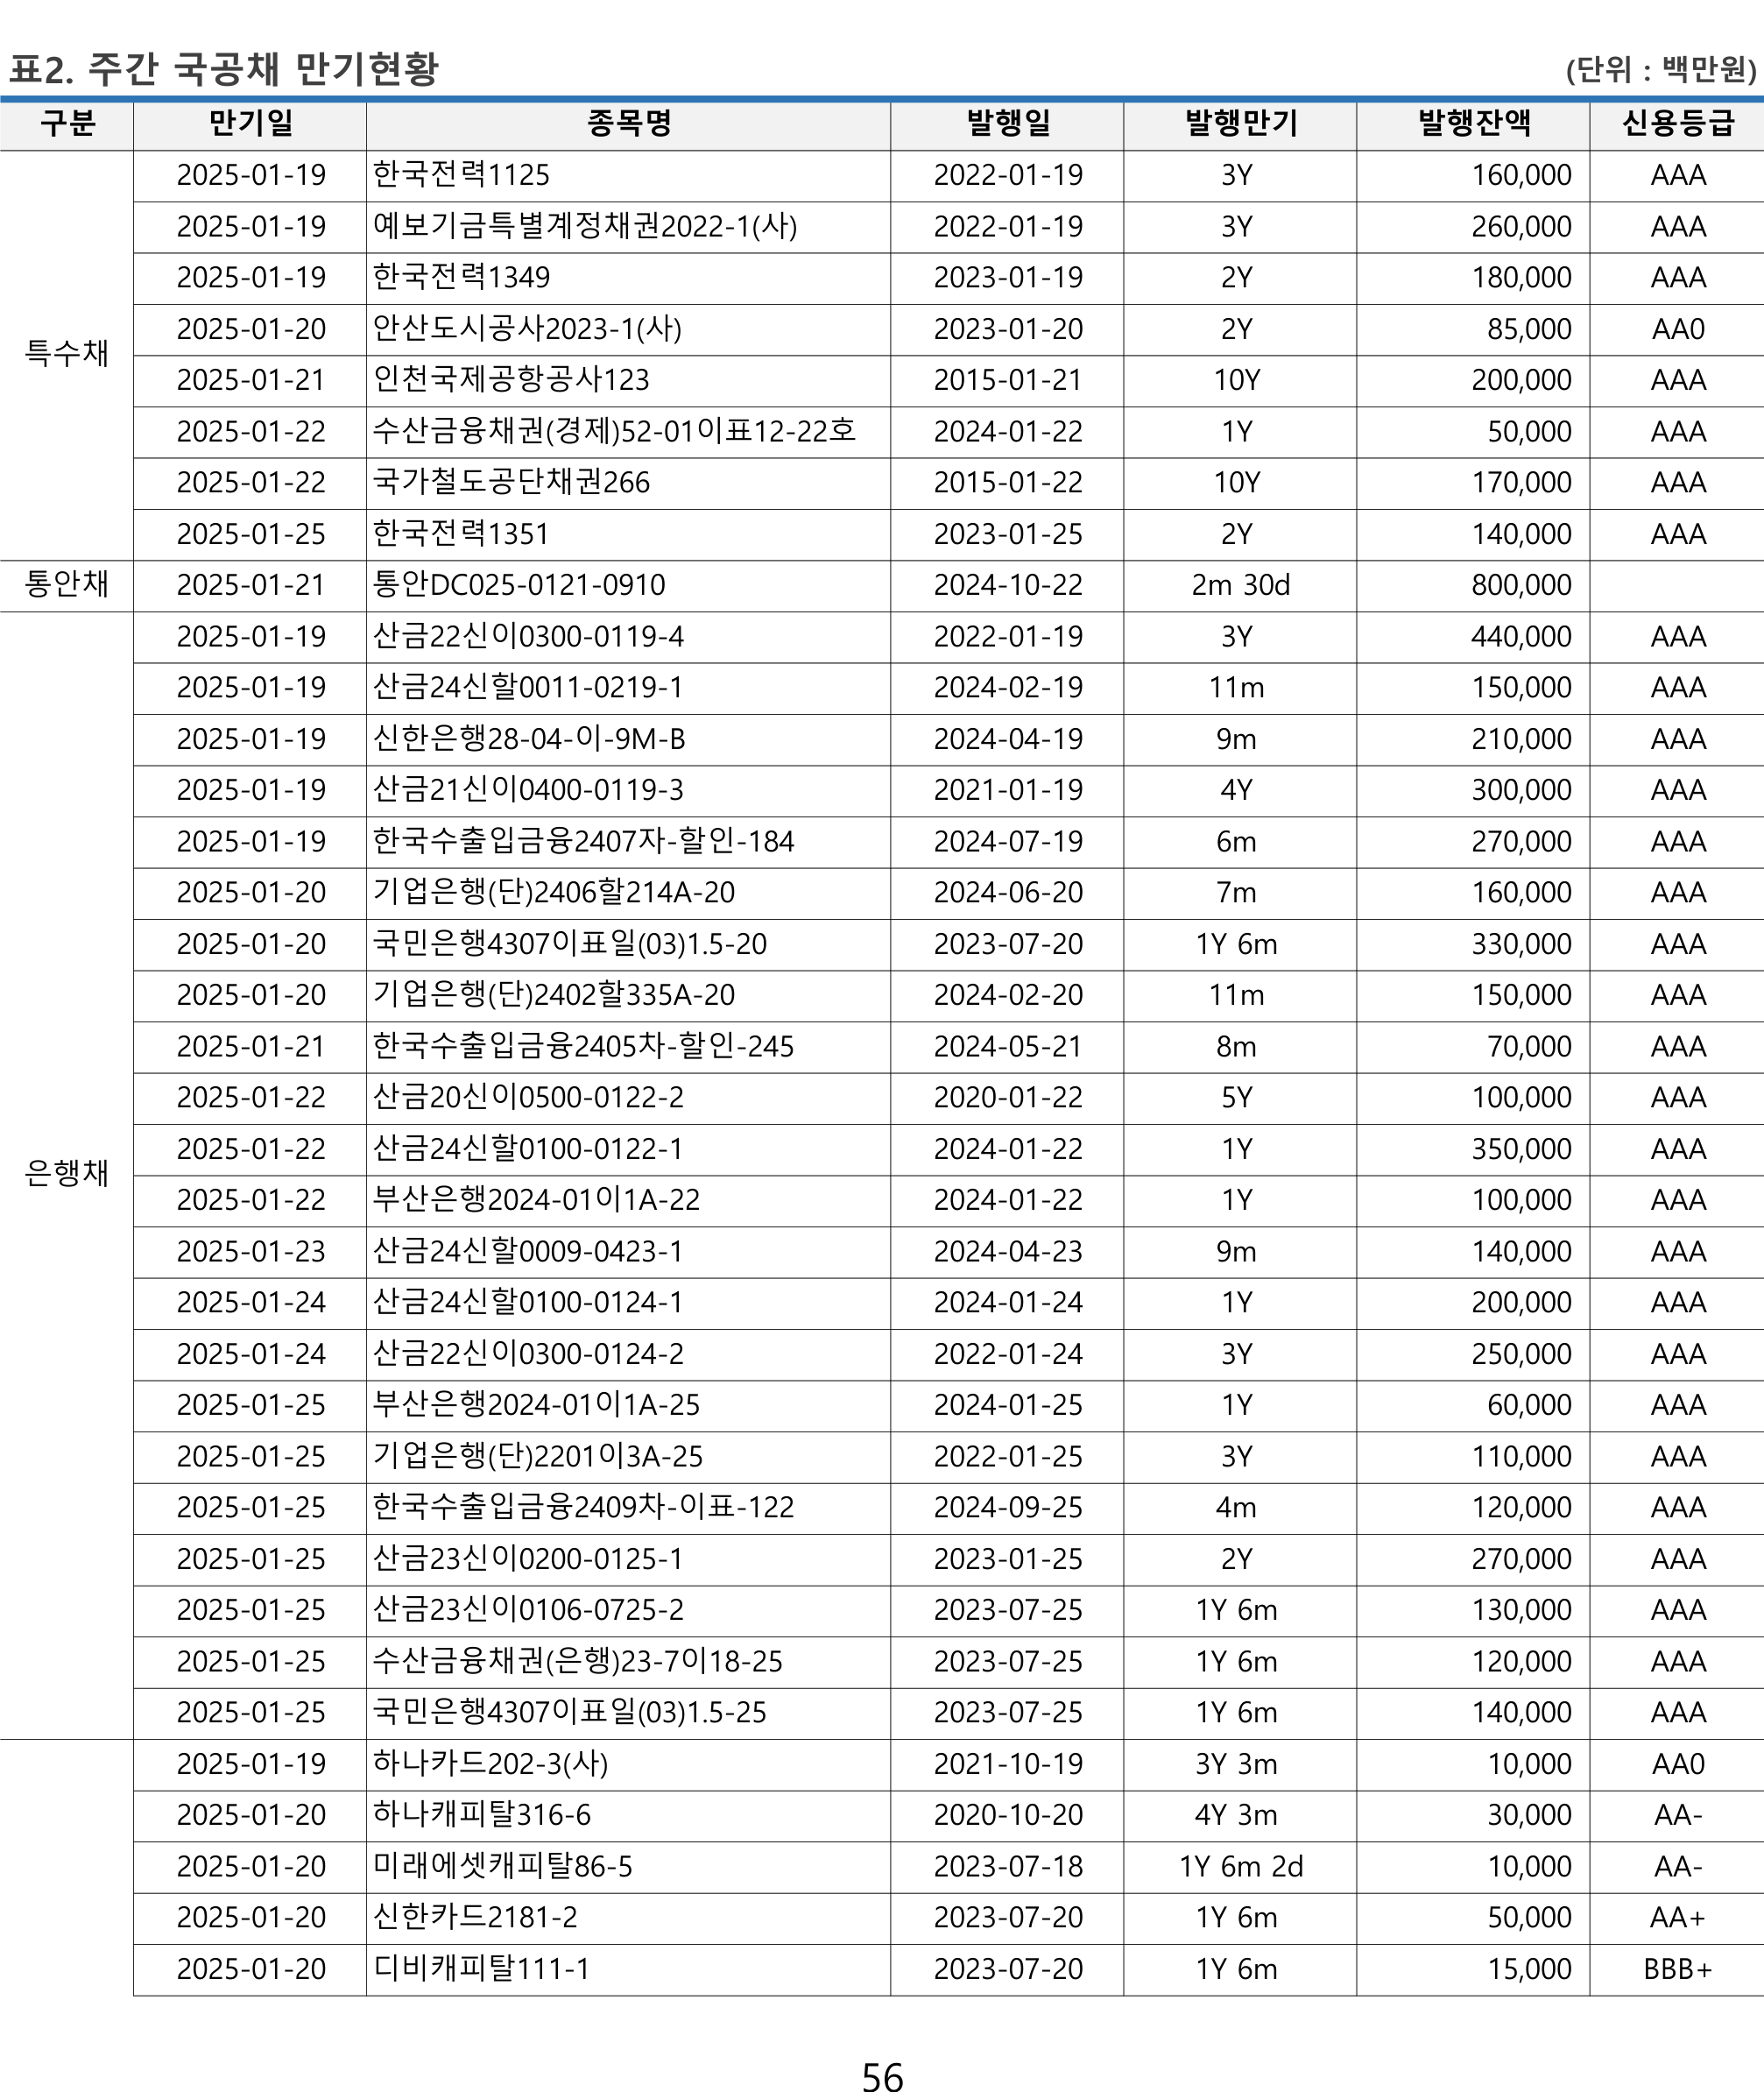 표2. 주간 국공채 만기현황 (단위 : 백만원)
구분 만기일 종목명 발행일 발행만기 발행잔액 신용등급
2025-01-19 한국전력1125 2022-01-19 3Y 160,000 AAA
2025-01-19 예보기금특별계정채권2022-1(사) 2022-01-19 3Y 260,000 AAA
2025-01-19 한국전력1349 2023-01-19 2Y 180,000 AAA
2025-01-20 안산도시공사2023-1(사) 2023-01-20 2Y 85,000 AA0
특수채
2025-01-21 인천국제공항공사123 2015-01-21 10Y 200,000 AAA
2025-01-22 수산금융채권(경제)52-01이표12-22호 2024-01-22 1Y 50,000 AAA
2025-01-22 국가철도공단채권266 2015-01-22 10Y 170,000 AAA
2025-01-25 한국전력1351 2023-01-25 2Y 140,000 AAA
통안채 2025-01-21 통안DC025-0121-0910 2024-10-22 2m 30d 800,000
2025-01-19 산금22신이0300-0119-4 2022-01-19 3Y 440,000 AAA
2025-01-19 산금24신할0011-0219-1 2024-02-19 11m 150,000 AAA
2025-01-19 신한은행28-04-이-9M-B 2024-04-19 9m 210,000 AAA
2025-01-19 산금21신이0400-0119-3 2021-01-19 4Y 300,000 AAA
2025-01-19 한국수출입금융2407자-할인-184 2024-07-19 6m 270,000 AAA
2025-01-20 기업은행(단)2406할214A-20 2024-06-20 7m 160,000 AAA
2025-01-20 국민은행4307이표일(03)1.5-20 2023-07-20 1Y 6m 330,000 AAA
2025-01-20 기업은행(단)2402할335A-20 2024-02-20 11m 150,000 AAA
2025-01-21 한국수출입금융2405차-할인-245 2024-05-21 8m 70,000 AAA
2025-01-22 산금20신이0500-0122-2 2020-01-22 5Y 100,000 AAA
2025-01-22 산금24신할0100-0122-1 2024-01-22 1Y 350,000 AAA
은행채
2025-01-22 부산은행2024-01이1A-22 2024-01-22 1Y 100,000 AAA
2025-01-23 산금24신할0009-0423-1 2024-04-23 9m 140,000 AAA
2025-01-24 산금24신할0100-0124-1 2024-01-24 1Y 200,000 AAA
2025-01-24 산금22신이0300-0124-2 2022-01-24 3Y 250,000 AAA
2025-01-25 부산은행2024-01이1A-25 2024-01-25 1Y 60,000 AAA
2025-01-25 기업은행(단)2201이3A-25 2022-01-25 3Y 110,000 AAA
2025-01-25 한국수출입금융2409차-이표-122 2024-09-25 4m 120,000 AAA
2025-01-25 산금23신이0200-0125-1 2023-01-25 2Y 270,000 AAA
2025-01-25 산금23신이0106-0725-2 2023-07-25 1Y 6m 130,000 AAA
2025-01-25 수산금융채권(은행)23-7이18-25 2023-07-25 1Y 6m 120,000 AAA
2025-01-25 국민은행4307이표일(03)1.5-25 2023-07-25 1Y 6m 140,000 AAA
2025-01-19 하나카드202-3(사) 2021-10-19 3Y 3m 10,000 AA0
2025-01-20 하나캐피탈316-6 2020-10-20 4Y 3m 30,000 AA-
2025-01-20 미래에셋캐피탈86-5 2023-07-18 1Y 6m 2d 10,000 AA-
2025-01-20 신한카드2181-2 2023-07-20 1Y 6m 50,000 AA+
2025-01-20 디비캐피탈111-1 2023-07-20 1Y 6m 15,000 BBB+
56